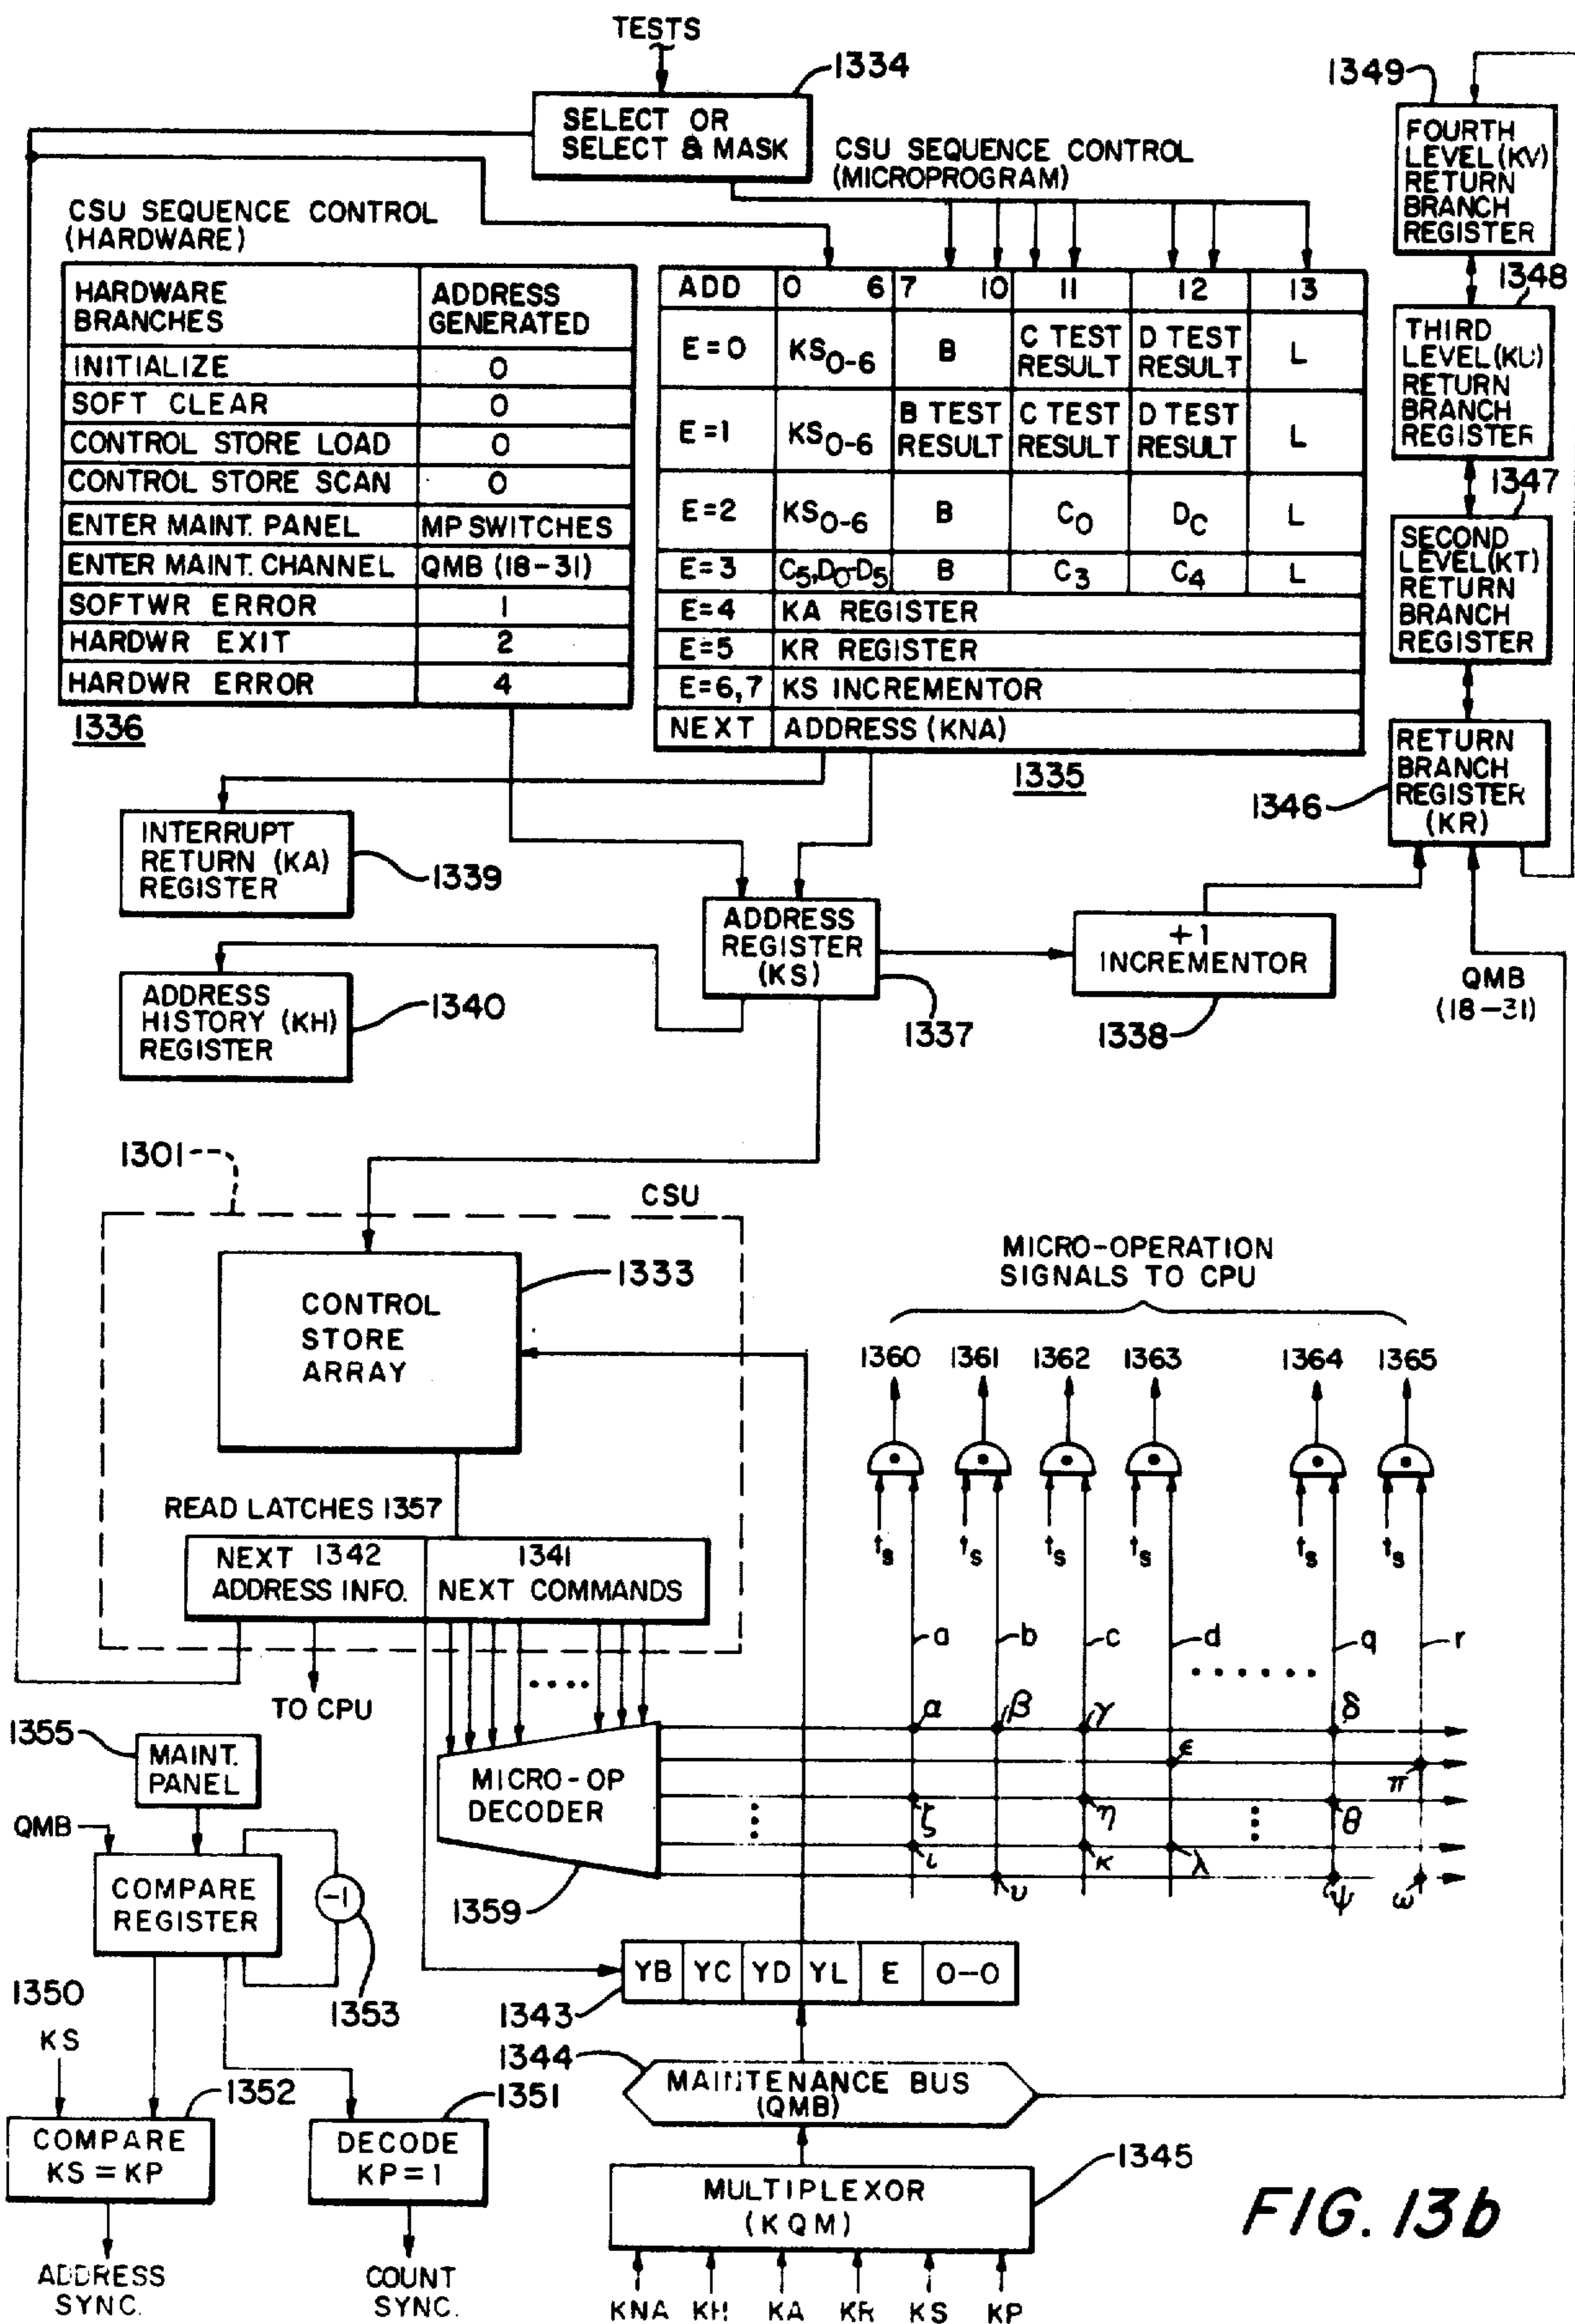 TESTS
1334
SELECT OR
SELECT & MASK
CSU SEQUENCE CONTROL
(MICROPROGRAM)
1349
FOURTH
LEVEL(KV)
RETURN
BRANCH
REGISTER
1348
THIRD
LEVEL(KU)
RETURN
BRANCH
REGISTER
1347
SECOND
LEVEL(KT)
RETURN
BRANCH
REGISTER
RETURN
BRANCH
REGISTER
(KR)
1346
CSU SEQUENCE CONTROL
(HARDWARE)
HARDWARE BRANCHES ADDRESS GENERATED
INITIALIZE 0
SOFT CLEAR 0
CONTROL STORE LOAD 0
CONTROL STORE SCAN 0
ENTER MAINT. PANEL MP SWITCHES
ENTER MAINT. CHANNEL QMB (18-31)
SOFTWR ERROR 1
HARDWR EXIT 2
HARDWR ERROR 4
1336
ADD 0 6 7 10 11 12 13
E=0 KS0-6 B C TEST RESULT D TEST RESULT L
E=1 KS0-6 B TEST RESULT C TEST RESULT D TEST RESULT L
E=2 KS0-6 B C0 DC L
E=3 C5,D0-D5 B C3 C4 L
E=4 KA REGISTER
E=5 KR REGISTER
E=6,7 KS INCREMENTOR
NEXT ADDRESS (KNA)
1335
INTERRUPT
RETURN (KA)
REGISTER
1339
ADDRESS
REGISTER
(KS)
1337
+1
INCREMENTOR
1338
QMB
(18-31)
ADDRESS
HISTORY (KH)
REGISTER
1340
1301
CSU
CONTROL
STORE
ARRAY
1333
MICRO-OPERATION
SIGNALS TO CPU
1360 1361 1362 1363 1364 1365
ts ts ts ts ts ts
READ LATCHES 1357
NEXT 1342
ADDRESS INFO.
1341
NEXT COMMANDS
a b c d q r
TO CPU
α β γ δ
ε π
ζ η θ
ι κ λ
υ ψ ω
MICRO-OP
DECODER
1359
1355
MAINT.
PANEL
QMB
COMPARE
REGISTER
-1
1353
YB YC YD YL E 0--0
1343
1350
KS
1352
COMPARE
KS=KP
ADDRESS
SYNC.
1351
DECODE
KP=1
COUNT
SYNC.
1344
MAINTENANCE BUS
(QMB)
1345
MULTIPLEXOR
(KQM)
KNA KH KA KR KS KP
FIG. 13b